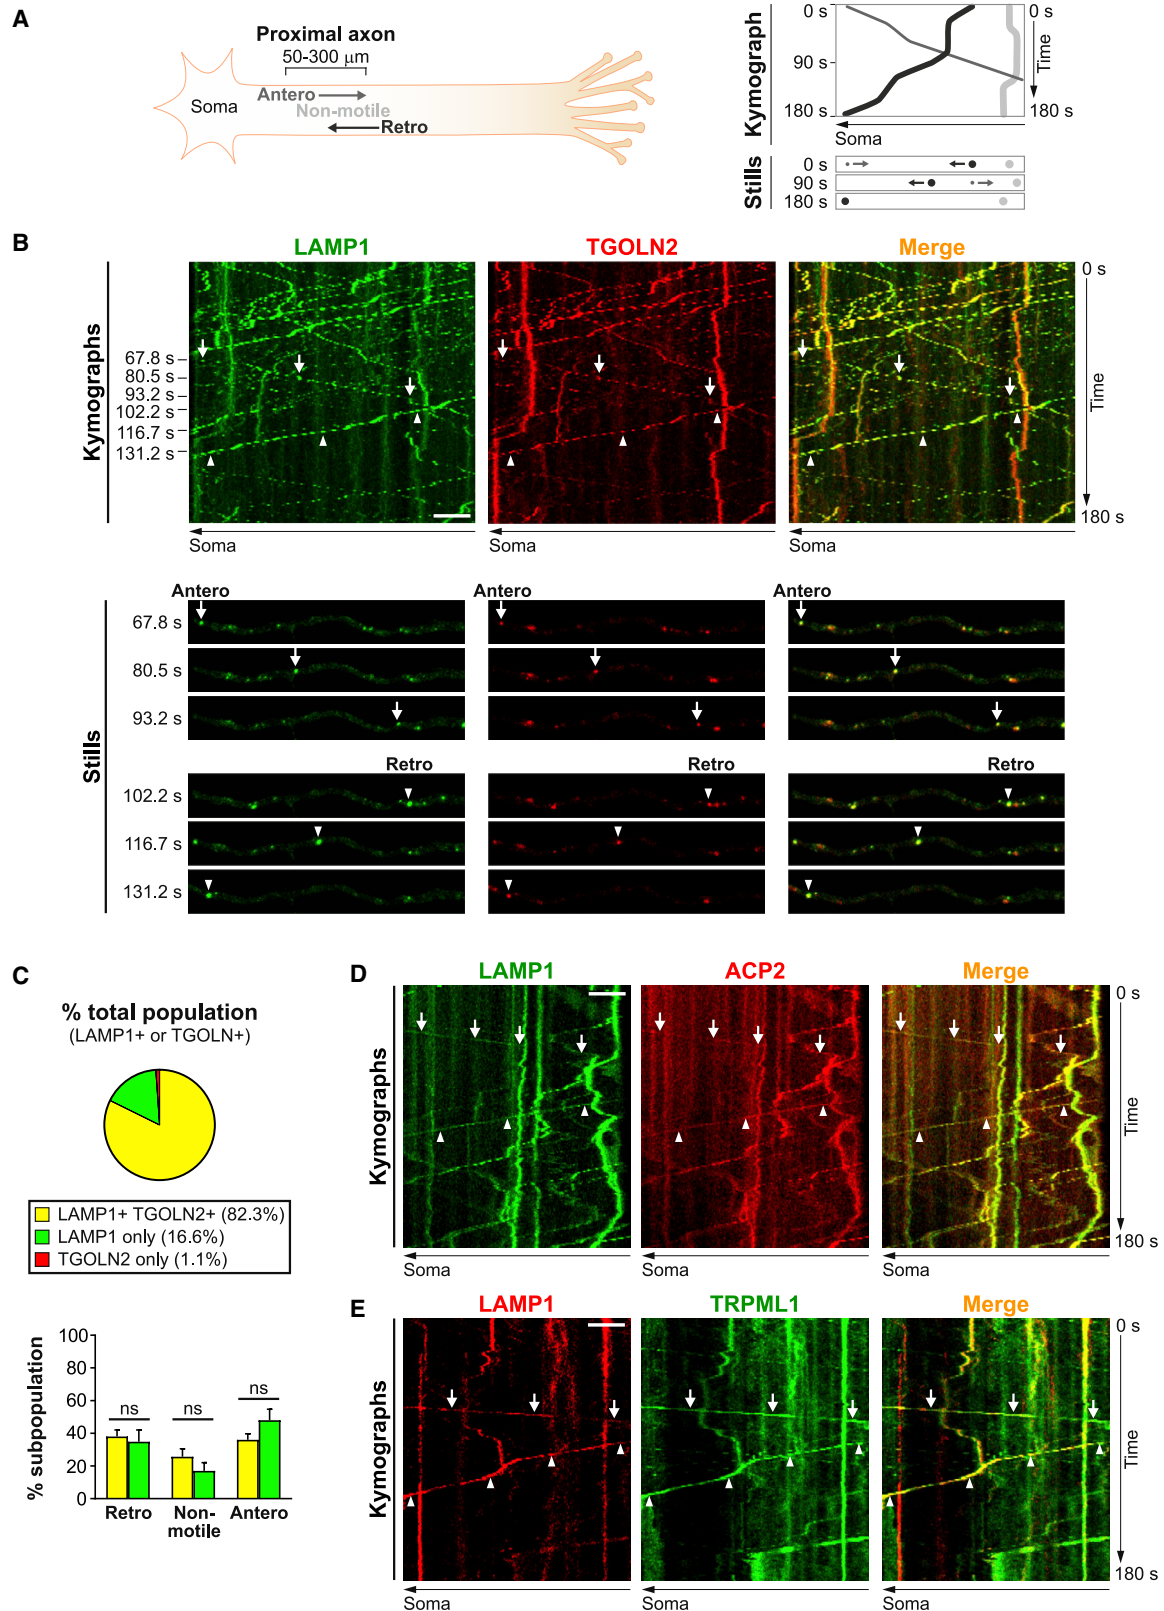 A
Proximal axon
50-300 μm
Soma
Antero
Non-motile
Retro
Kymograph
0 s
90 s
180 s
0 s
Time
180 s
Soma
Stills
0 s
90 s
180 s
B
LAMP1
TGOLN2
Merge
Kymographs
67.8 s
80.5 s
93.2 s
102.2 s
116.7 s
131.2 s
0 s
Time
180 s
Soma
Soma
Soma
Antero
Antero
Antero
Stills
67.8 s
80.5 s
93.2 s
Retro
Retro
Retro
102.2 s
116.7 s
131.2 s
C
% total population
(LAMP1+ or TGOLN+)
LAMP1+ TGOLN2+ (82.3%)
LAMP1 only (16.6%)
TGOLN2 only (1.1%)
% subpopulation
100
80
60
40
20
0
ns
ns
ns
Retro
Non-
motile
Antero
D
LAMP1
ACP2
Merge
Kymographs
0 s
Time
180 s
Soma
Soma
Soma
E
LAMP1
TRPML1
Merge
Kymographs
0 s
Time
180 s
Soma
Soma
Soma